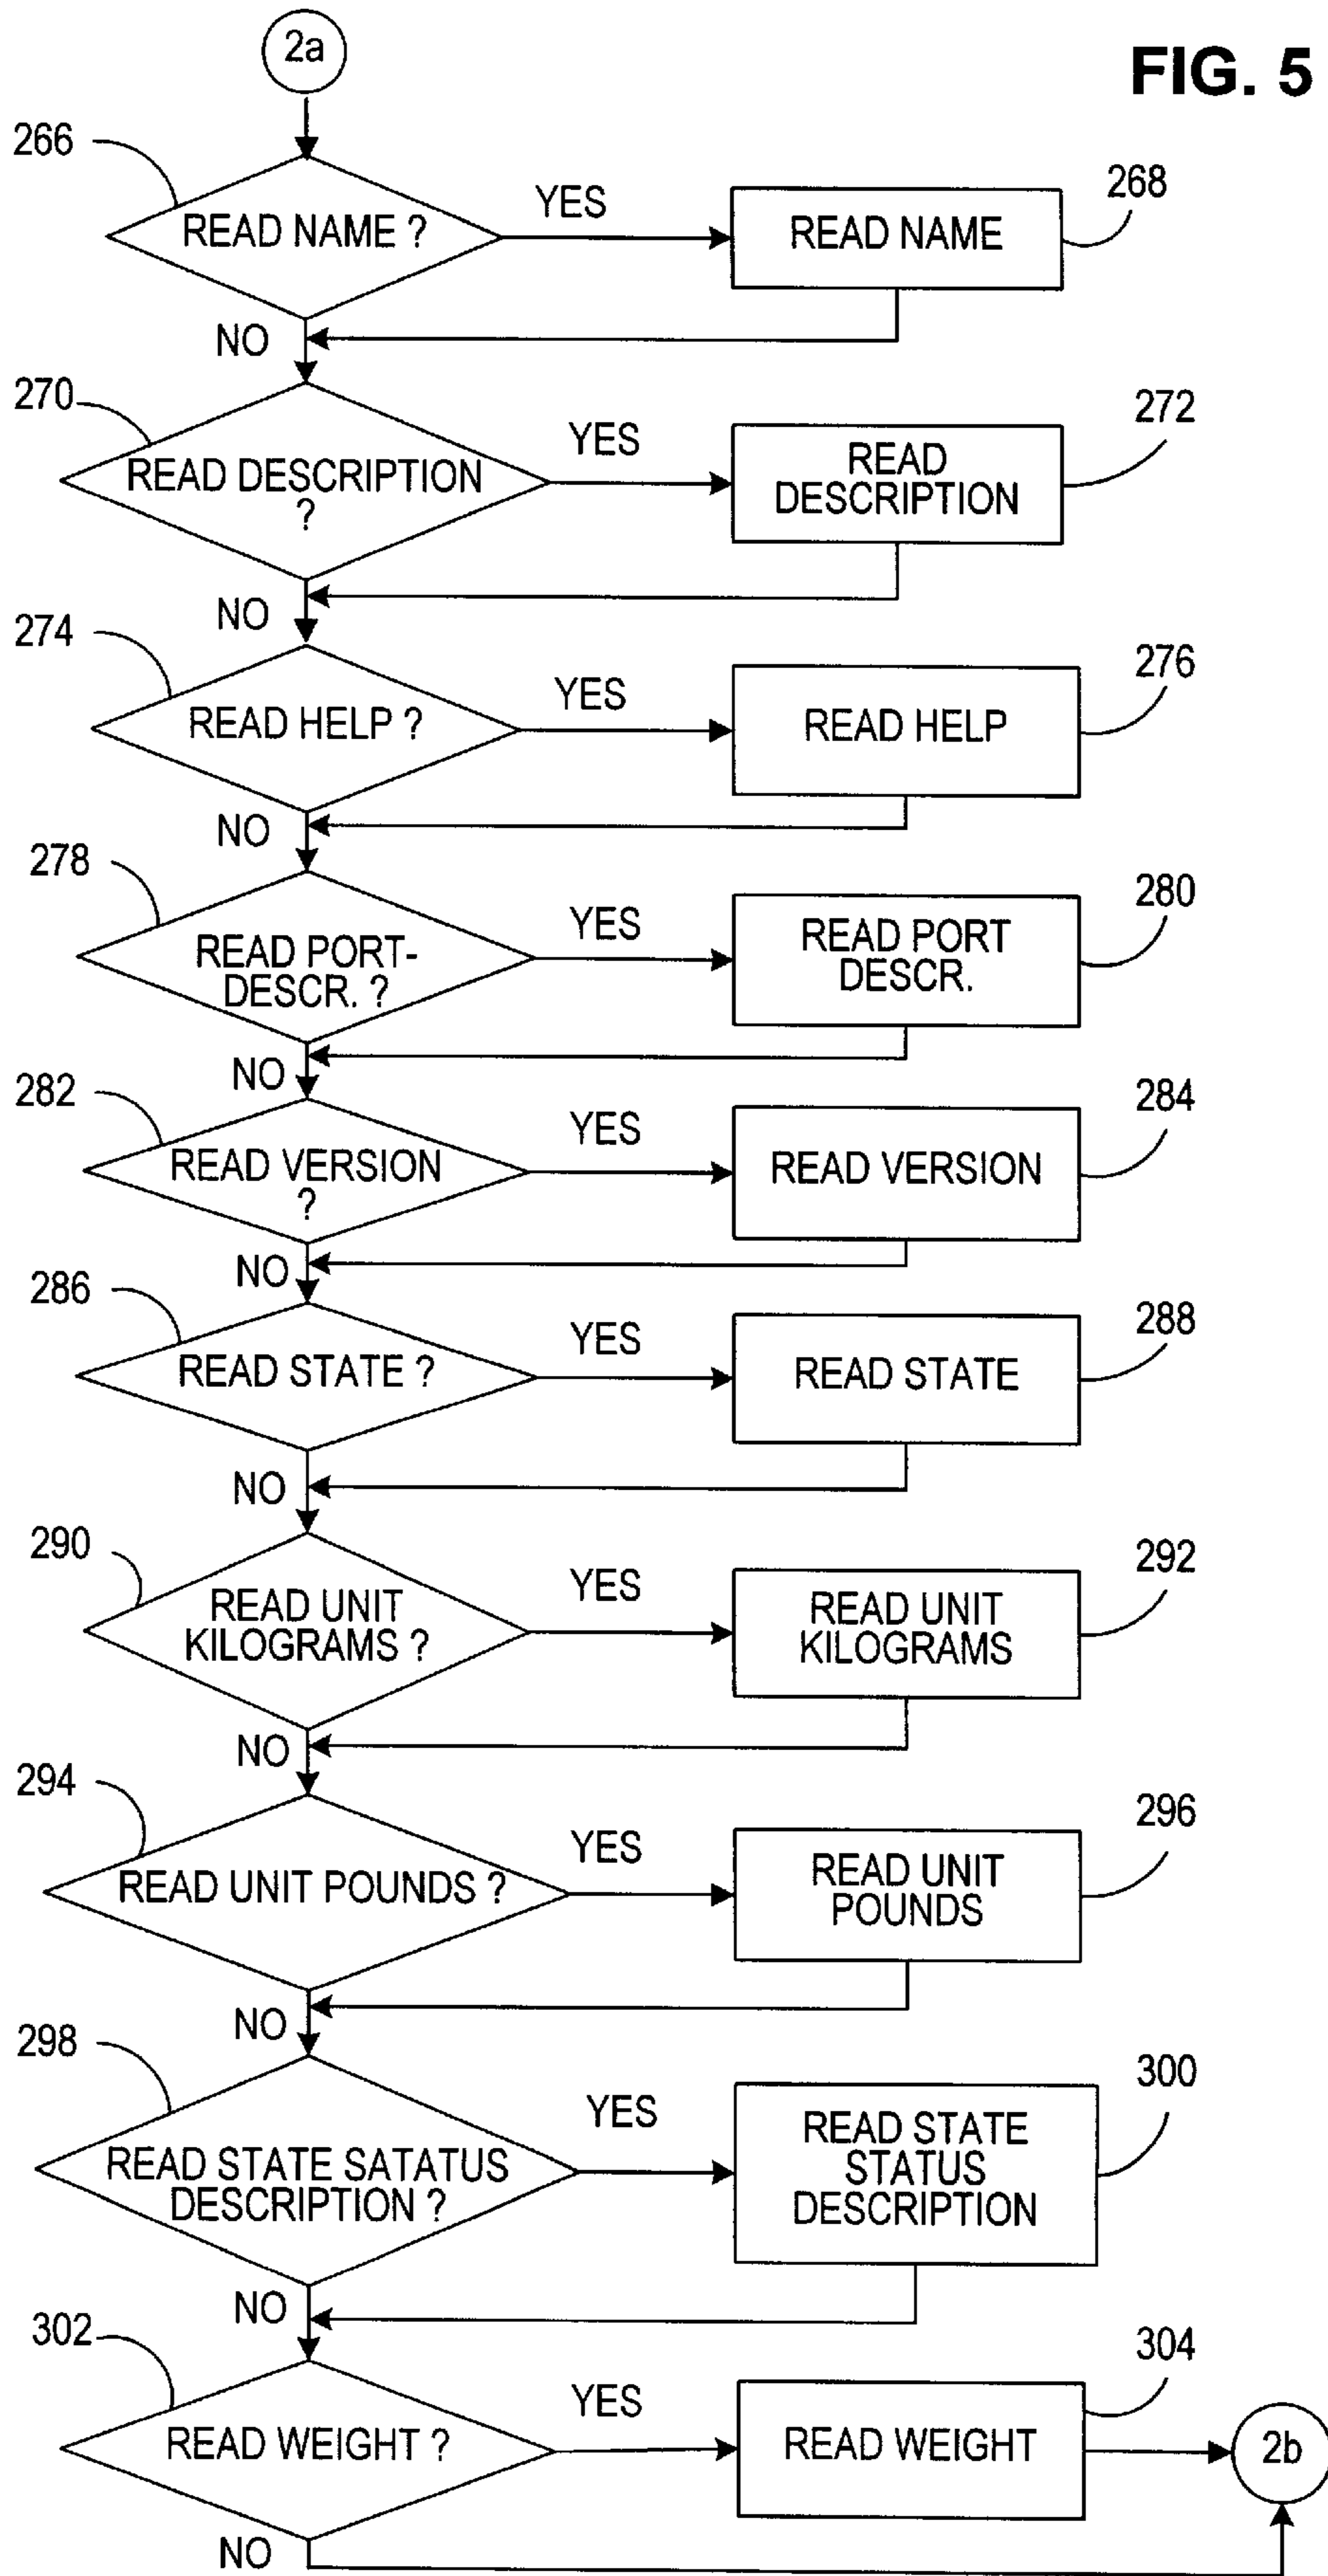 2a
FIG. 5
266
READ NAME ?
YES
READ NAME
268
NO
270
READ DESCRIPTION
?
YES
READ
DESCRIPTION
272
NO
274
READ HELP ?
YES
READ HELP
276
NO
278
READ PORT-
DESCR. ?
YES
READ PORT
DESCR.
280
NO
282
READ VERSION
?
YES
READ VERSION
284
NO
286
READ STATE ?
YES
READ STATE
288
NO
290
READ UNIT
KILOGRAMS ?
YES
READ UNIT
KILOGRAMS
292
NO
294
READ UNIT POUNDS ?
YES
READ UNIT
POUNDS
296
NO
298
READ STATE SATATUS
DESCRIPTION ?
YES
READ STATE
STATUS
DESCRIPTION
300
NO
302
READ WEIGHT ?
YES
READ WEIGHT
304
2b
NO